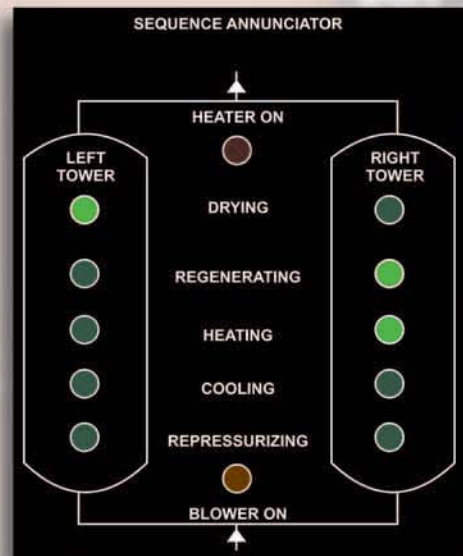 SEQUENCE ANNUNCIATOR
HEATER ON
LEFT
TOWER
RIGHT
TOWER
DRYING
REGENERATING
HEATING
COOLING
REPRESSURIZING
BLOWER ON